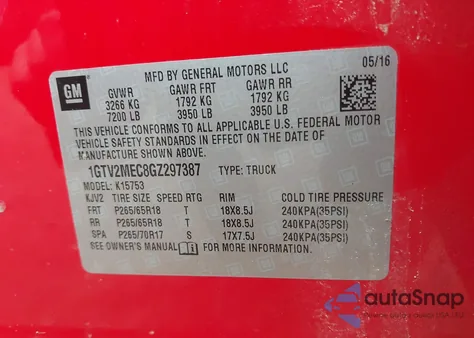 MFD BY GENERAL MOTORS LLC 05/16
GM GVWR GAWR FRT GAWR RR
3266 KG 1792 KG 1792 KG
7200 LB 3950 LB 3950 LB
THIS VEHICLE CONFORMS TO ALL APPLICABLE U.S. FEDERAL MOTOR
VEHICLE SAFETY STANDARDS IN EFFECT ON THE DATE OF
MANUFACTURE SHOWN ABOVE.
1GTV2MEC8GZ297387 TYPE: TRUCK
MODEL: K15753
KJV2 TIRE SIZE SPEED RTG RIM COLD TIRE PRESSURE
FRT P265/65R18 T 18X8.5J 240KPA(35PSI)
RR P265/65R18 T 18X8.5J 240KPA(35PSI)
SPA P265/70R17 S 17X7.5J 240KPA(35PSI)
SEE OWNER'S MANUAL FOR MORE INFORMATION.
autaSnap